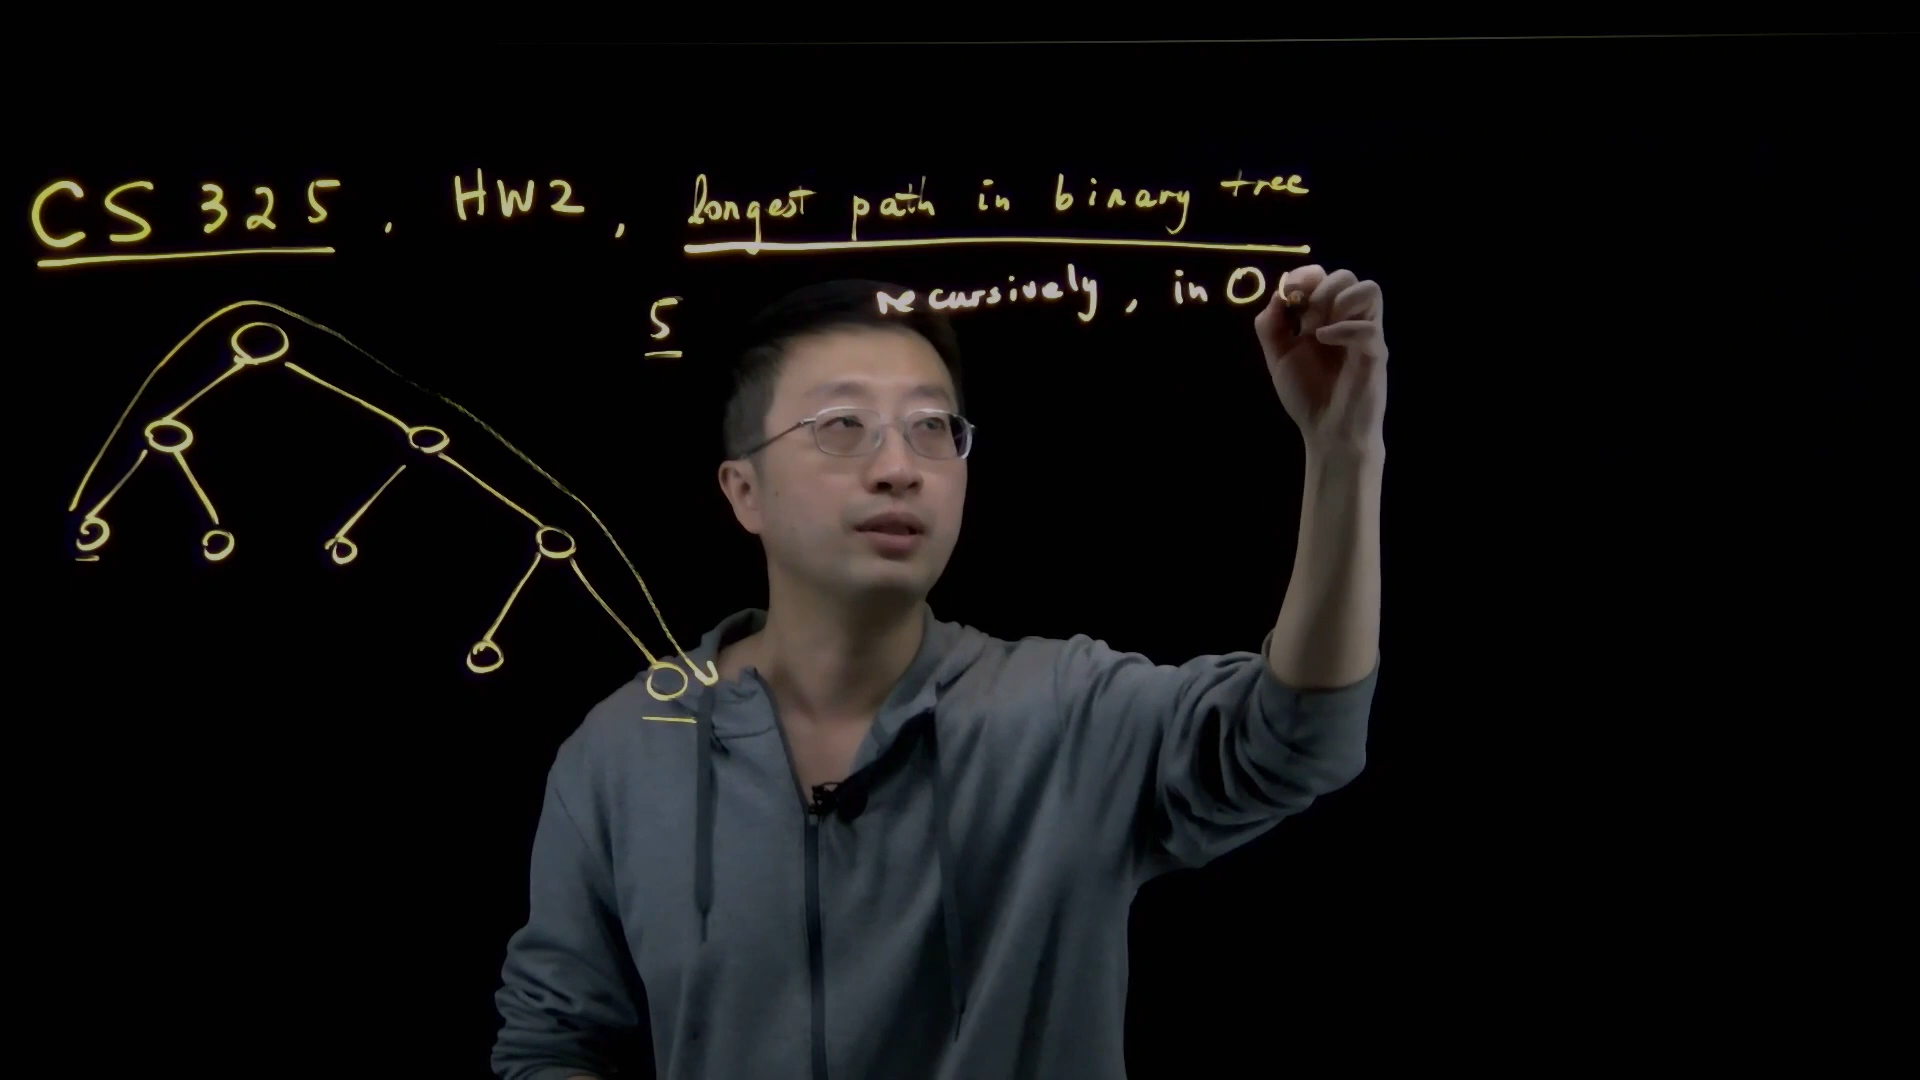 CS 325 , HW2 , longest path in binary tree
5 recursively , in O (